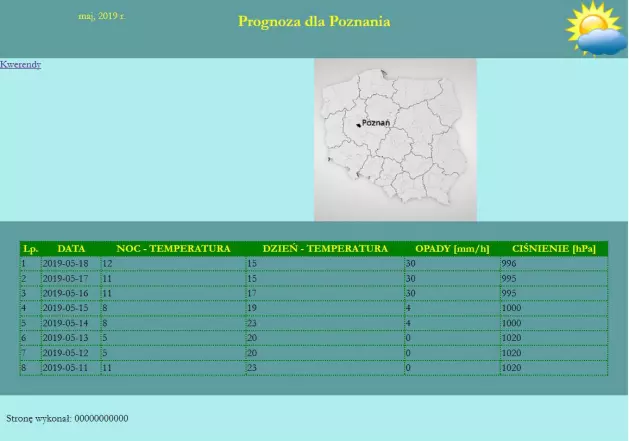 maj, 2019 r.
Prognoza dla Poznania
Kwerendy
Poznań
Lp. DATA NOC - TEMPERATURA DZIEŃ - TEMPERATURA OPADY [mm/h] CIŚNIENIE [hPa]
1 2019-05-18 12 15 30 996
2 2019-05-17 11 15 30 995
3 2019-05-16 11 17 30 995
4 2019-05-15 8 19 4 1000
5 2019-05-14 8 23 4 1000
6 2019-05-13 5 20 0 1020
7 2019-05-12 5 20 0 1020
8 2019-05-11 11 23 0 1020
Stronę wykonał: 00000000000